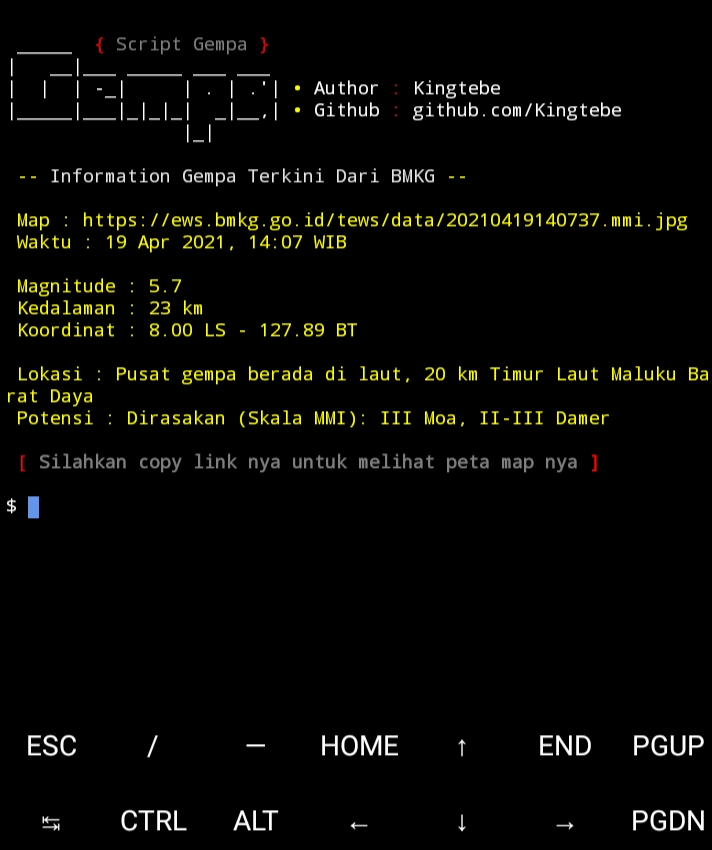 { Script Gempa }
Gempa
• Author : Kingtebe
• Github : github.com/Kingtebe
-- Information Gempa Terkini Dari BMKG --
Map : https://ews.bmkg.go.id/tews/data/20210419140737.mmi.jpg
Waktu : 19 Apr 2021, 14:07 WIB
Magnitude : 5.7
Kedalaman : 23 km
Koordinat : 8.00 LS - 127.89 BT
Lokasi : Pusat gempa berada di laut, 20 km Timur Laut Maluku Ba
rat Daya
Potensi : Dirasakan (Skala MMI): III Moa, II-III Damer
[ Silahkan copy link nya untuk melihat peta map nya ]
$
ESC / — HOME ↑ END PGUP
↹ CTRL ALT ← ↓ → PGDN